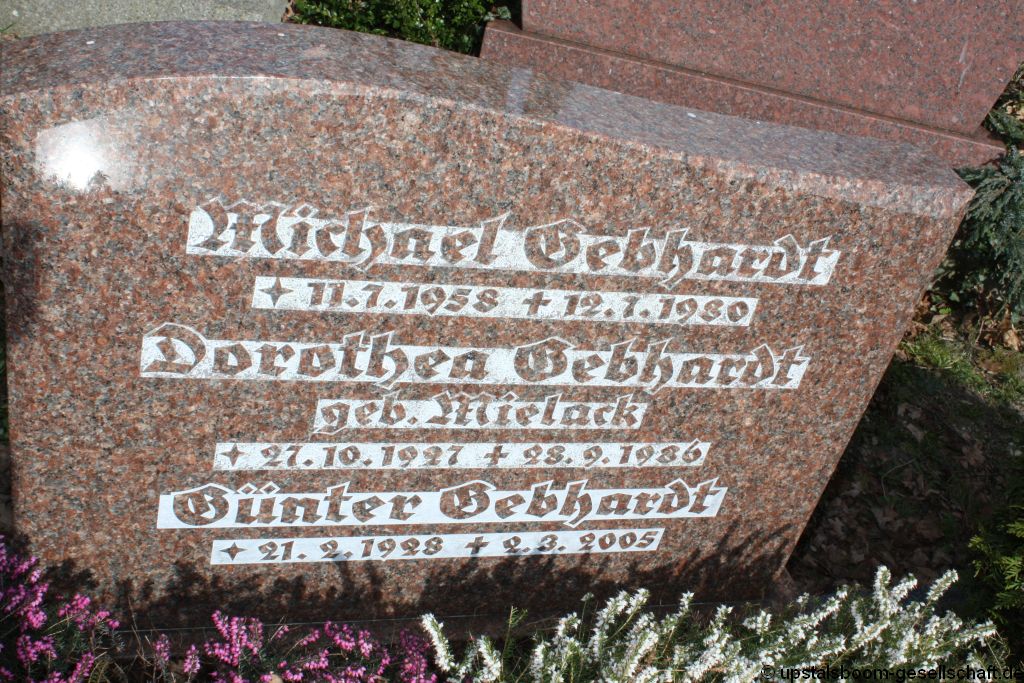 Michael Gebhardt
✦ 11.7.1958 ✝ 12.7.1980
Dorothea Gebhardt
geb. Mielack
✦ 27.10.1927 ✝ 28.9.1986
Günter Gebhardt
✦ 21.2.1928 ✝ 2.3.2005
© upstalsboom-gesellschaft.de